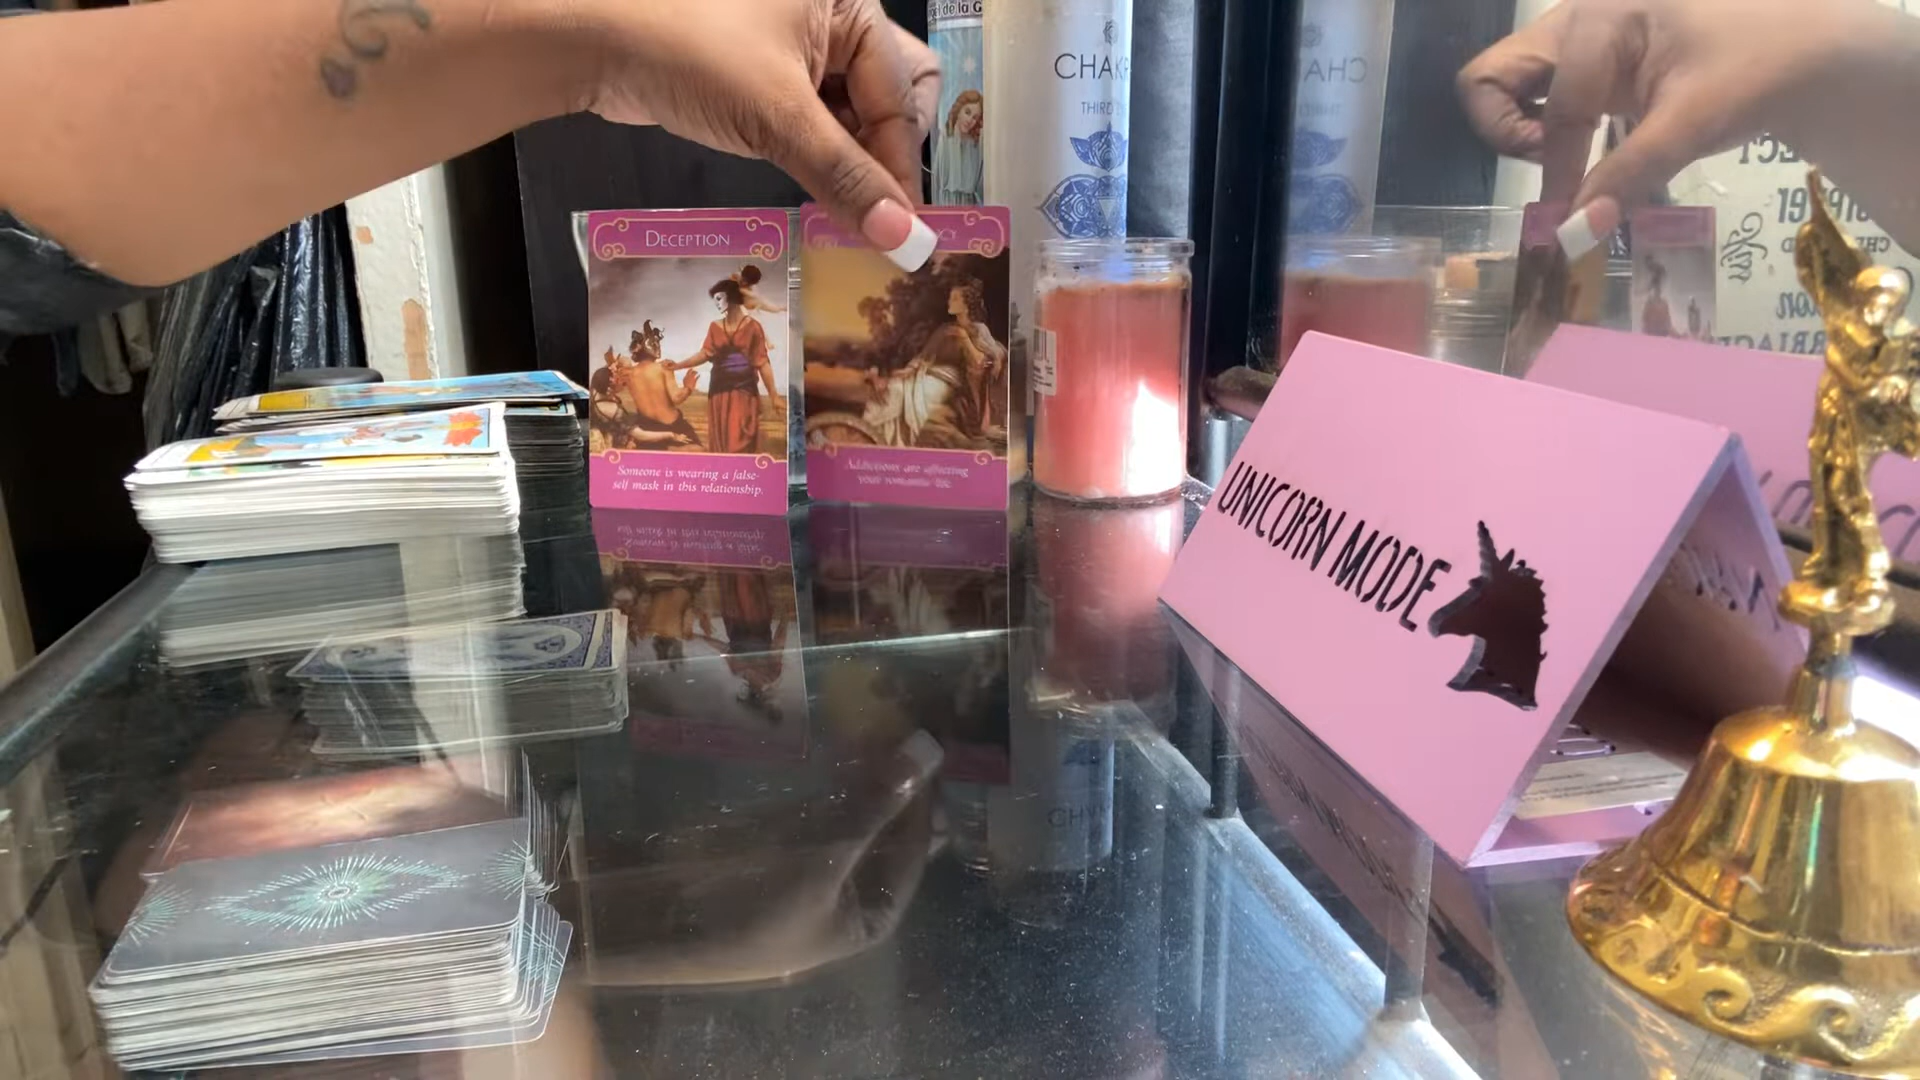 CHAK
THIRD
DECEPTION
CY
Someone is wearing a false-
self mask in this relationship.
Addictions are affecting
your romantic life.
UNICORN MODE